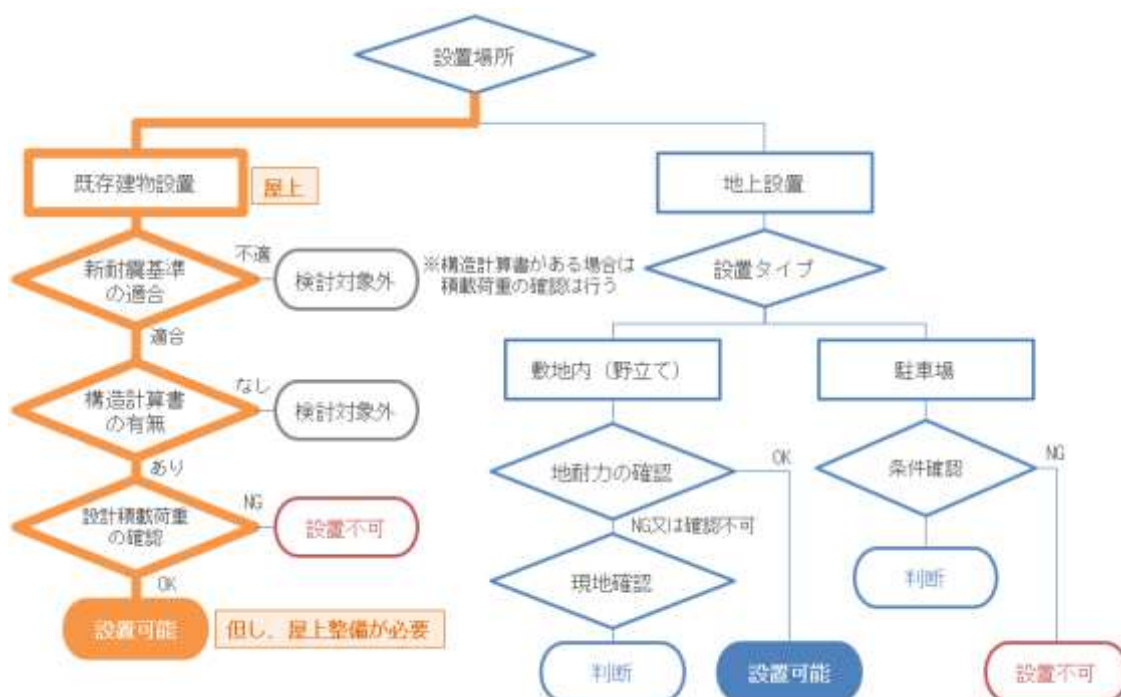 設置場所
既存建物設置
屋上
地上設置
新耐震基準
の適合
不適
検討対象外
※構造計算書がある場合は
積載荷重の確認は行う
設置タイプ
適合
構造計算書
の有無
なし
検討対象外
敷地内（野立て）
駐車場
あり
地耐力の確認
OK
条件確認
NG
設計積載荷重
の確認
NG
設置不可
NG又は確認不可
現地確認
判断
OK
設置可能
但し、屋上整備が必要
判断
設置可能
設置不可